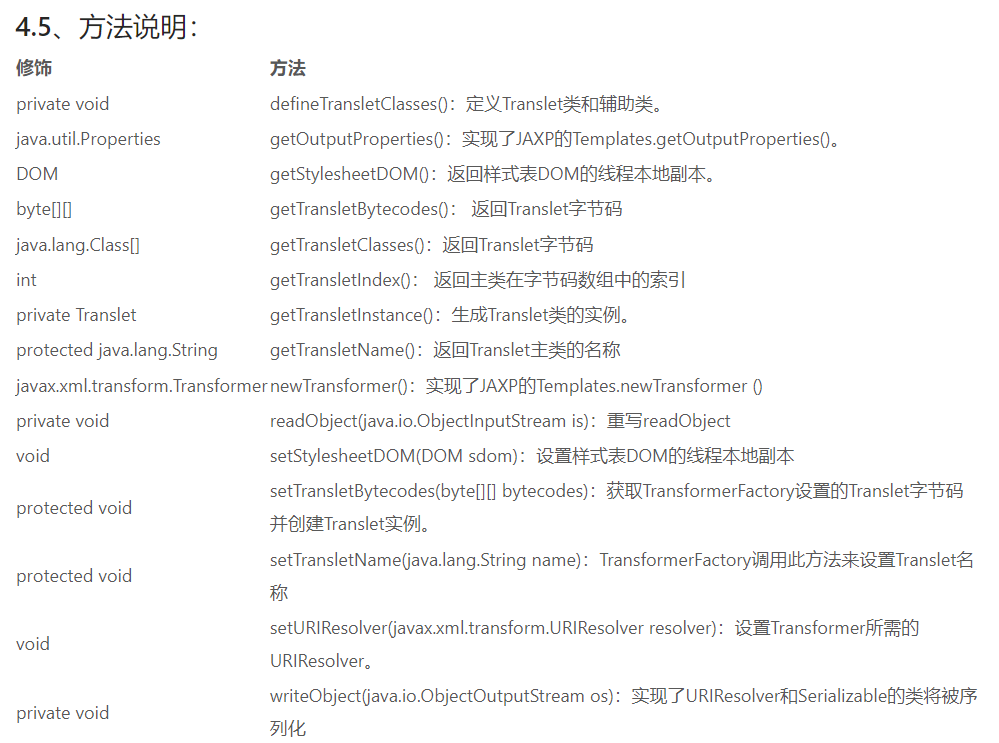 4.5、方法说明：
修饰 方法
private void defineTransletClasses()：定义Translet类和辅助类。
java.util.Properties getOutputProperties()：实现了JAXP的Templates.getOutputProperties()。
DOM getStylesheetDOM()：返回样式表DOM的线程本地副本。
byte[][] getTransletBytecodes()： 返回Translet字节码
java.lang.Class[] getTransletClasses()：返回Translet字节码
int getTransletIndex()： 返回主类在字节码数组中的索引
private Translet getTransletInstance()：生成Translet类的实例。
protected java.lang.String getTransletName()：返回Translet主类的名称
javax.xml.transform.Transformer newTransformer()：实现了JAXP的Templates.newTransformer ()
private void readObject(java.io.ObjectInputStream is)：重写readObject
void setStylesheetDOM(DOM sdom)：设置样式表DOM的线程本地副本
protected void setTransletBytecodes(byte[][] bytecodes)：获取TransformerFactory设置的Translet字节码
并创建Translet实例。
protected void setTransletName(java.lang.String name)：TransformerFactory调用此方法来设置Translet名
称
void setURIResolver(javax.xml.transform.URIResolver resolver)：设置Transformer所需的
URIResolver。
private void writeObject(java.io.ObjectOutputStream os)：实现了URIResolver和Serializable的类将被序
列化